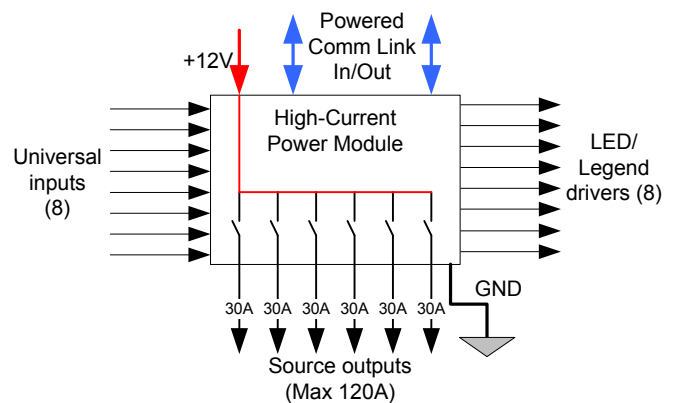 Powered
Comm Link
In/Out
+12V
High-Current
Power Module
Universal
inputs
(8)
LED/
Legend
drivers (8)
GND
30A 30A 30A 30A 30A 30A
Source outputs
(Max 120A)